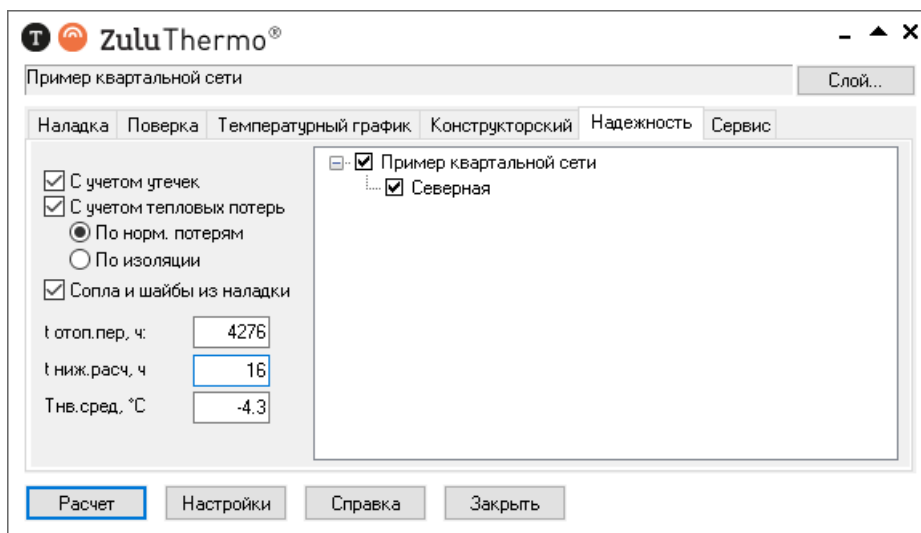 T ZuluThermo®
Пример квартальной сети
Слой...
Наладка Поверка Температурный график Конструкторский Надежность Сервис
С учетом утечек
С учетом тепловых потерь
По норм. потерям
По изоляции
Сопла и шайбы из наладки
t отоп.пер, ч: 4276
t ниж.расч, ч 16
Tнв.сред, °C -4.3
Пример квартальной сети
Северная
Расчет Настройки Справка Закрыть